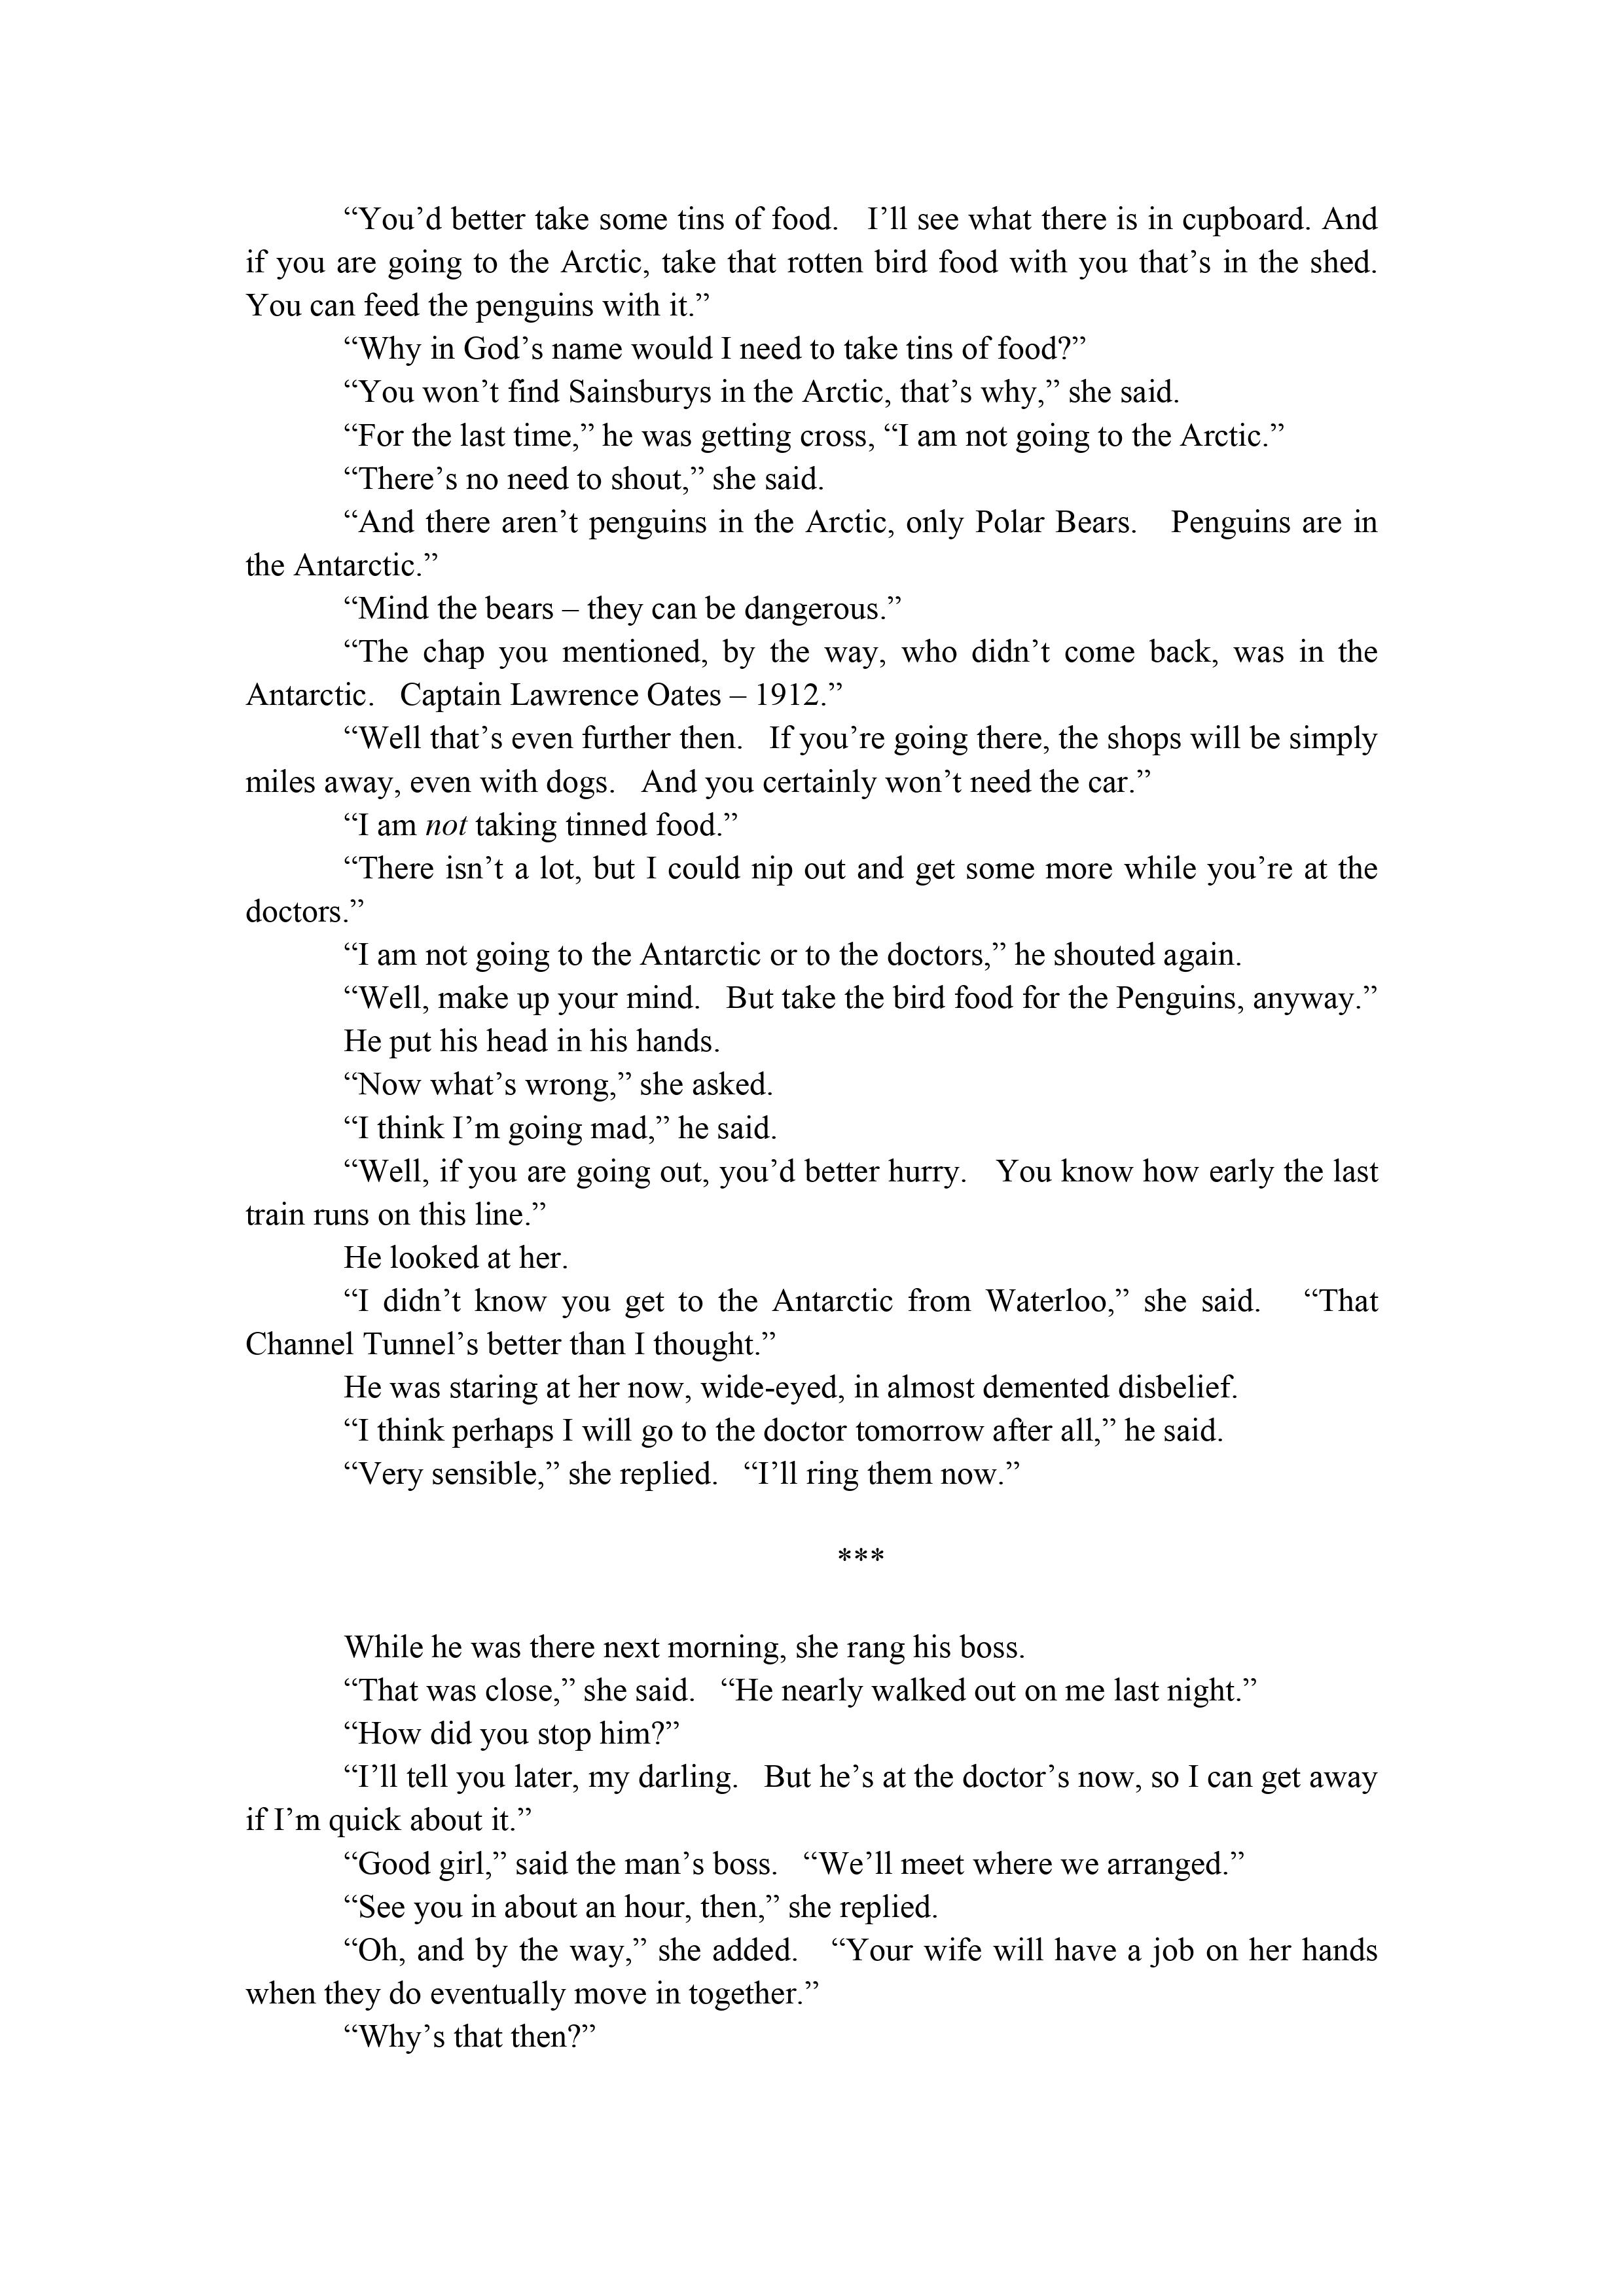 “You’d better take some tins of food.   I’ll see what there is in cupboard. And
if you are going to the Arctic, take that rotten bird food with you that’s in the shed.
You can feed the penguins with it.”
“Why in God’s name would I need to take tins of food?”
“You won’t find Sainsburys in the Arctic, that’s why,” she said.
“For the last time,” he was getting cross, “I am not going to the Arctic.”
“There’s no need to shout,” she said.
“And there aren’t penguins in the Arctic, only Polar Bears.   Penguins are in
the Antarctic.”
“Mind the bears – they can be dangerous.”
“The chap you mentioned, by the way, who didn’t come back, was in the
Antarctic.   Captain Lawrence Oates – 1912.”
“Well that’s even further then.   If you’re going there, the shops will be simply
miles away, even with dogs.   And you certainly won’t need the car.”
“I am not taking tinned food.”
“There isn’t a lot, but I could nip out and get some more while you’re at the
doctors.”
“I am not going to the Antarctic or to the doctors,” he shouted again.
“Well, make up your mind.   But take the bird food for the Penguins, anyway.”
He put his head in his hands.
“Now what’s wrong,” she asked.
“I think I’m going mad,” he said.
“Well, if you are going out, you’d better hurry.   You know how early the last
train runs on this line.”
He looked at her.
“I didn’t know you get to the Antarctic from Waterloo,” she said.   “That
Channel Tunnel’s better than I thought.”
He was staring at her now, wide-eyed, in almost demented disbelief.
“I think perhaps I will go to the doctor tomorrow after all,” he said.
“Very sensible,” she replied.   “I’ll ring them now.”
***
While he was there next morning, she rang his boss.
“That was close,” she said.   “He nearly walked out on me last night.”
“How did you stop him?”
“I’ll tell you later, my darling.   But he’s at the doctor’s now, so I can get away
if I’m quick about it.”
“Good girl,” said the man’s boss.   “We’ll meet where we arranged.”
“See you in about an hour, then,” she replied.
“Oh, and by the way,” she added.   “Your wife will have a job on her hands
when they do eventually move in together.”
“Why’s that then?”